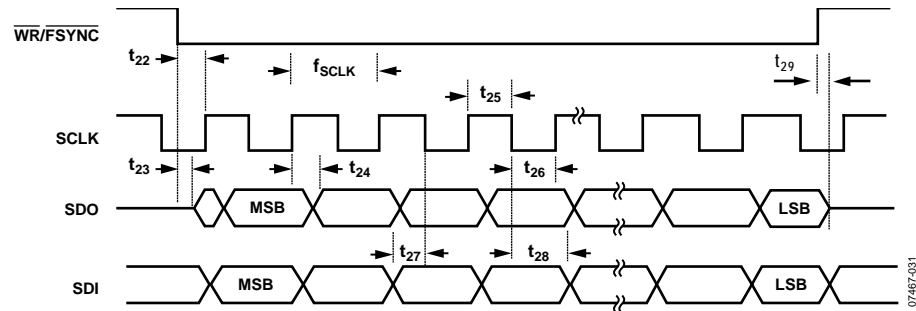 WR/FSYNC
t22
fSCLK
t29
t25
SCLK
t23
t24
t26
SDO
MSB
LSB
t27
t28
SDI
MSB
LSB
07467-031